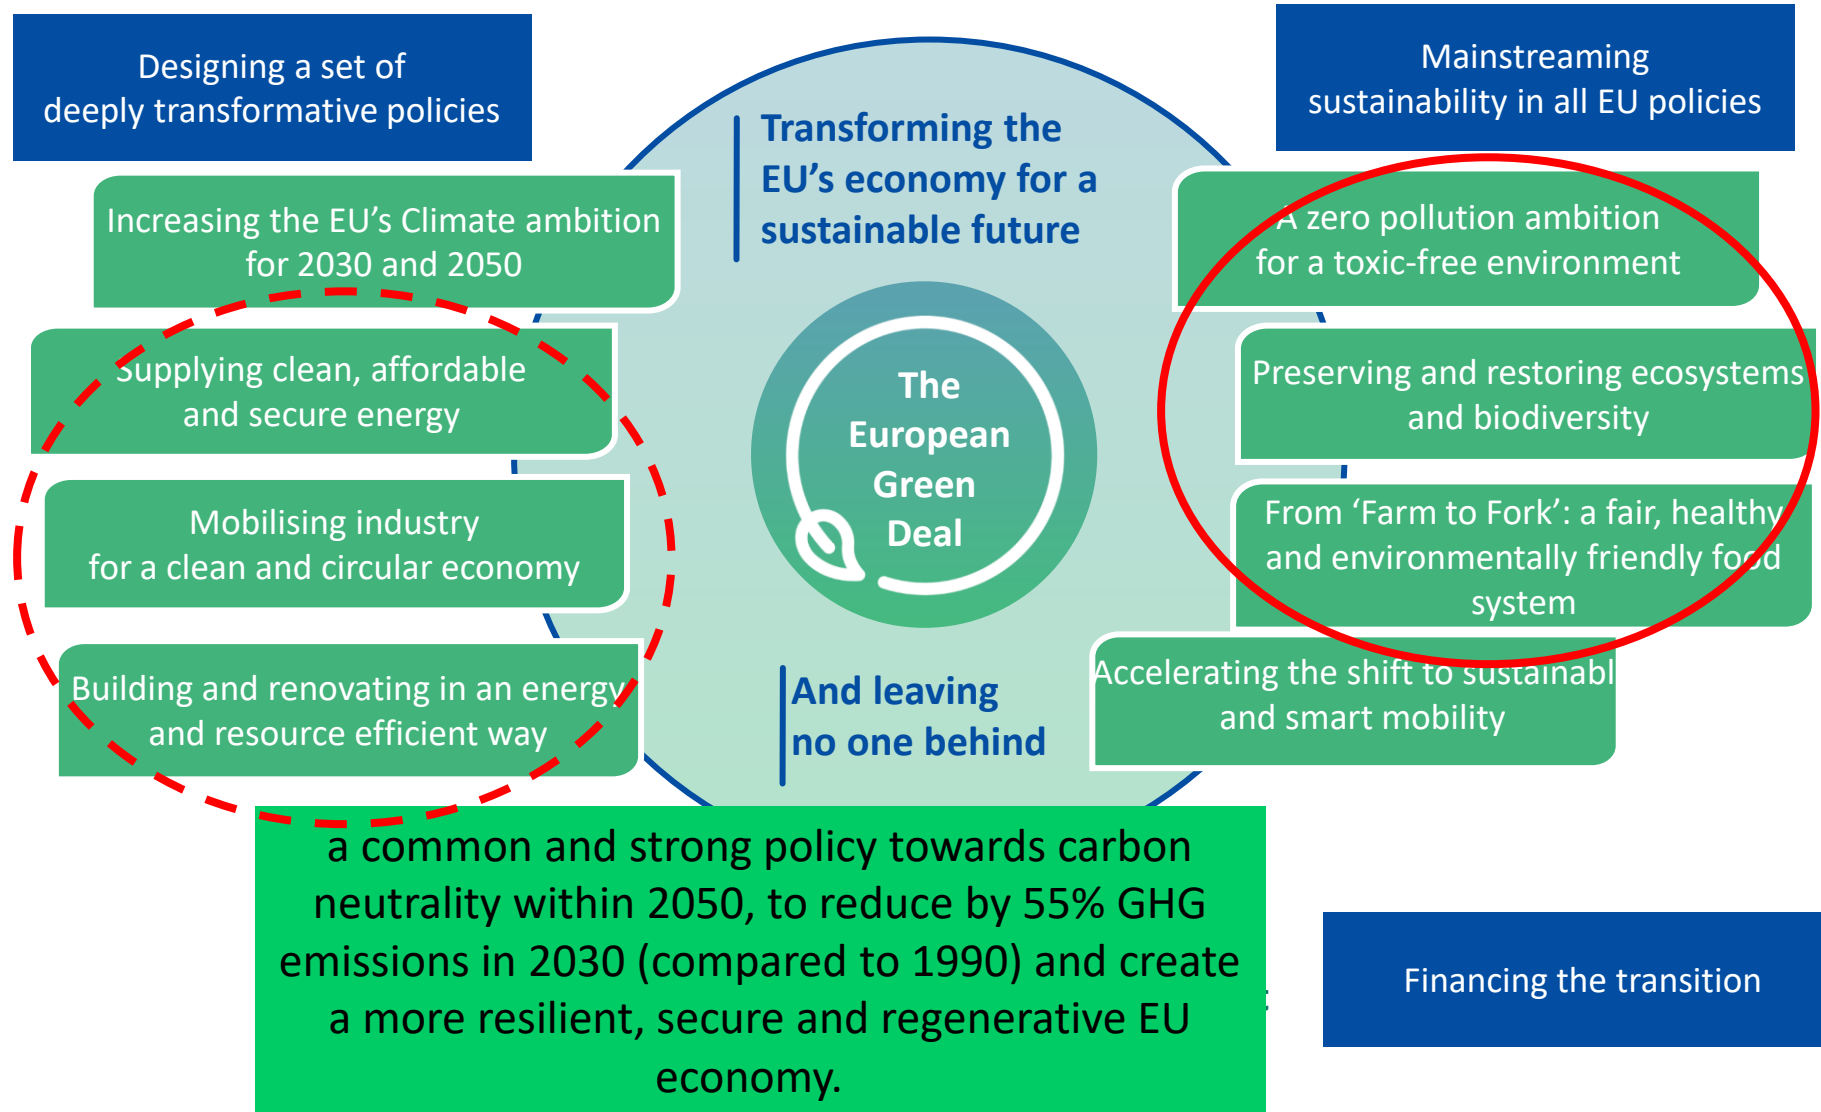 Designing a set of
deeply transformative policies
Mainstreaming
sustainability in all EU policies
Transforming the
EU’s economy for a
sustainable future
Increasing the EU’s Climate ambition
for 2030 and 2050
Supplying clean, affordable
and secure energy
Mobilising industry
for a clean and circular economy
Building and renovating in an energy
and resource efficient way
The
European
Green
Deal
A zero pollution ambition
for a toxic-free environment
Preserving and restoring ecosystems
and biodiversity
From ‘Farm to Fork’: a fair, healthy
and environmentally friendly food
system
Accelerating the shift to sustainabl
and smart mobility
And leaving
no one behind
a common and strong policy towards carbon
neutrality within 2050, to reduce by 55% GHG
emissions in 2030 (compared to 1990) and create
a more resilient, secure and regenerative EU
economy.
Financing the transition